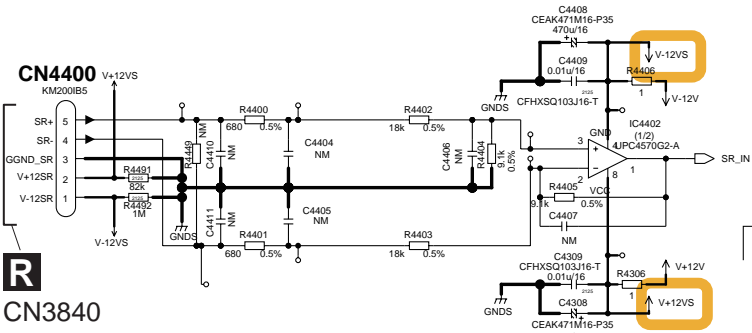 C4408
CEAK471M16-P35
470u/16
+
V-12VS
C4409
0.01u/16
2125
R4406
1
GNDS
CFHXSQ103J16-T
V-12V
CN4400
KM200IB5
V+12VS
SR+ 5
SR- 4
GGND_SR 3
V+12SR 2
V-12SR 1
R4491
2125
82k
2125
R4492
1M
V-12VS
GNDS
R4449
NM
C4410
NM
C4411
NM
R4400
680 0.5%
C4404
NM
C4405
NM
R4401
680 0.5%
R4402
18k 0.5%
C4406
NM
R4404
9.1k
0.5%
R4403
18k 0.5%
IC4402
(1/2)
UPC4570G2-A
GND
4
3
+
2
-
1
8
VCC
SR_IN
R4405
9.1k 0.5%
C4407
NM
C4309
CFHXSQ103J16-T
0.01u/16
2125
R4306
1
V+12V
V+12VS
GNDS
C4308
+
CEAK471M16-P35
R
CN3840